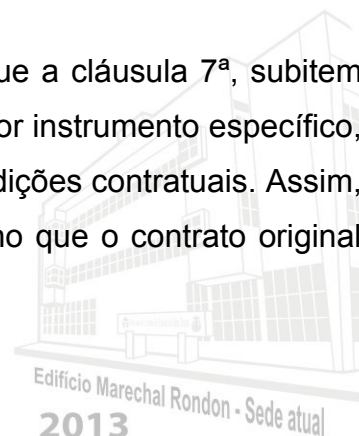 ue a cláusula 7ª, subitem
or instrumento específico,
dições contratuais. Assim,
no que o contrato original
Edifício Marechal Rondon - Sede atual
2013